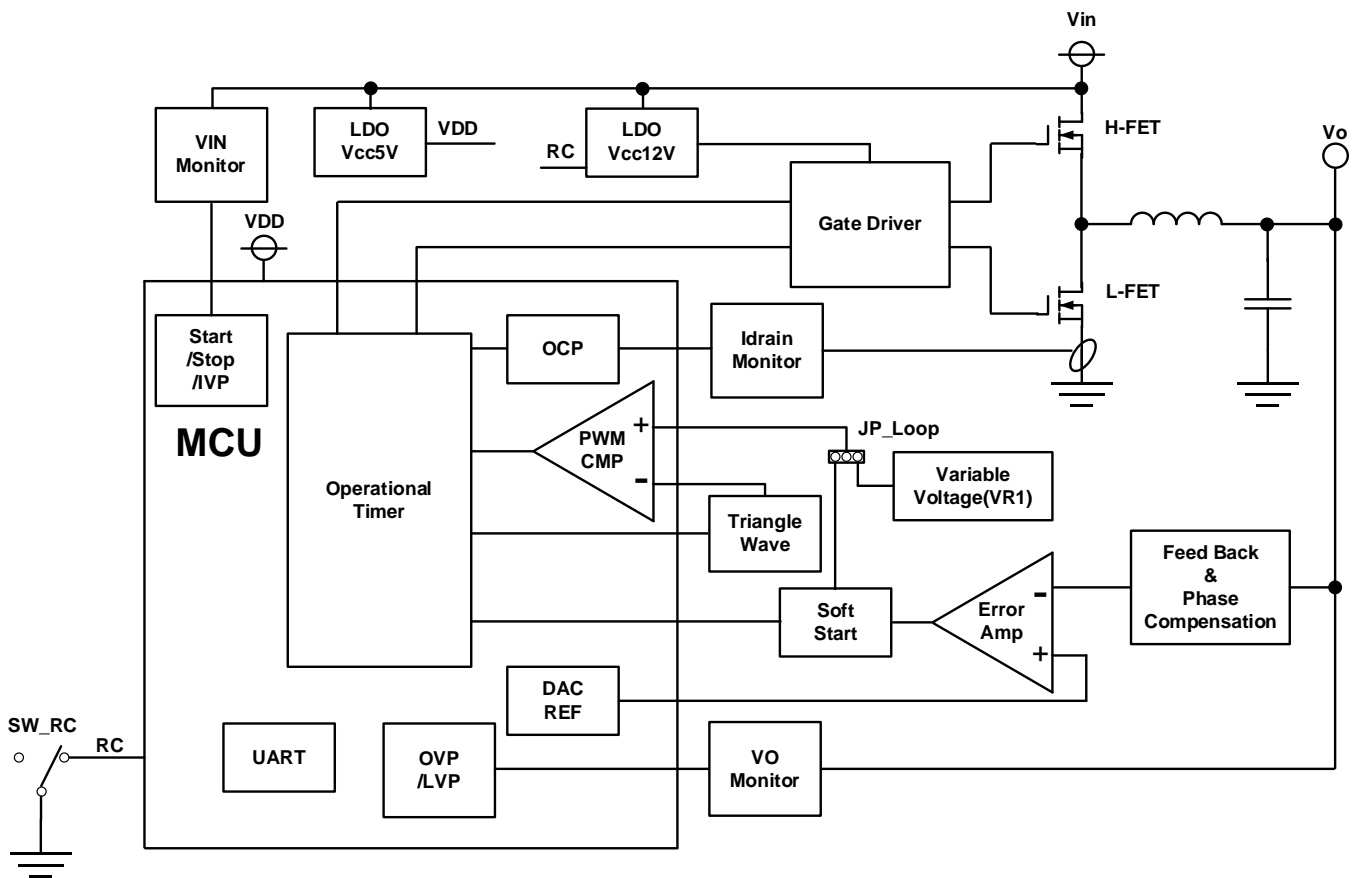 Vin
VIN
Monitor
LDO
Vcc5V
VDD
RC
LDO
Vcc12V
H-FET
Vo
Gate Driver
VDD
L-FET
Start
/Stop
/IVP
OCP
Idrain
Monitor
MCU
Operational
Timer
PWM
CMP
+
-
JP_Loop
Variable
Voltage(VR1)
Triangle
Wave
Feed Back
&
Phase
Compensation
Soft
Start
Error
Amp
-
+
DAC
REF
SW_RC
RC
UART
OVP
/LVP
VO
Monitor